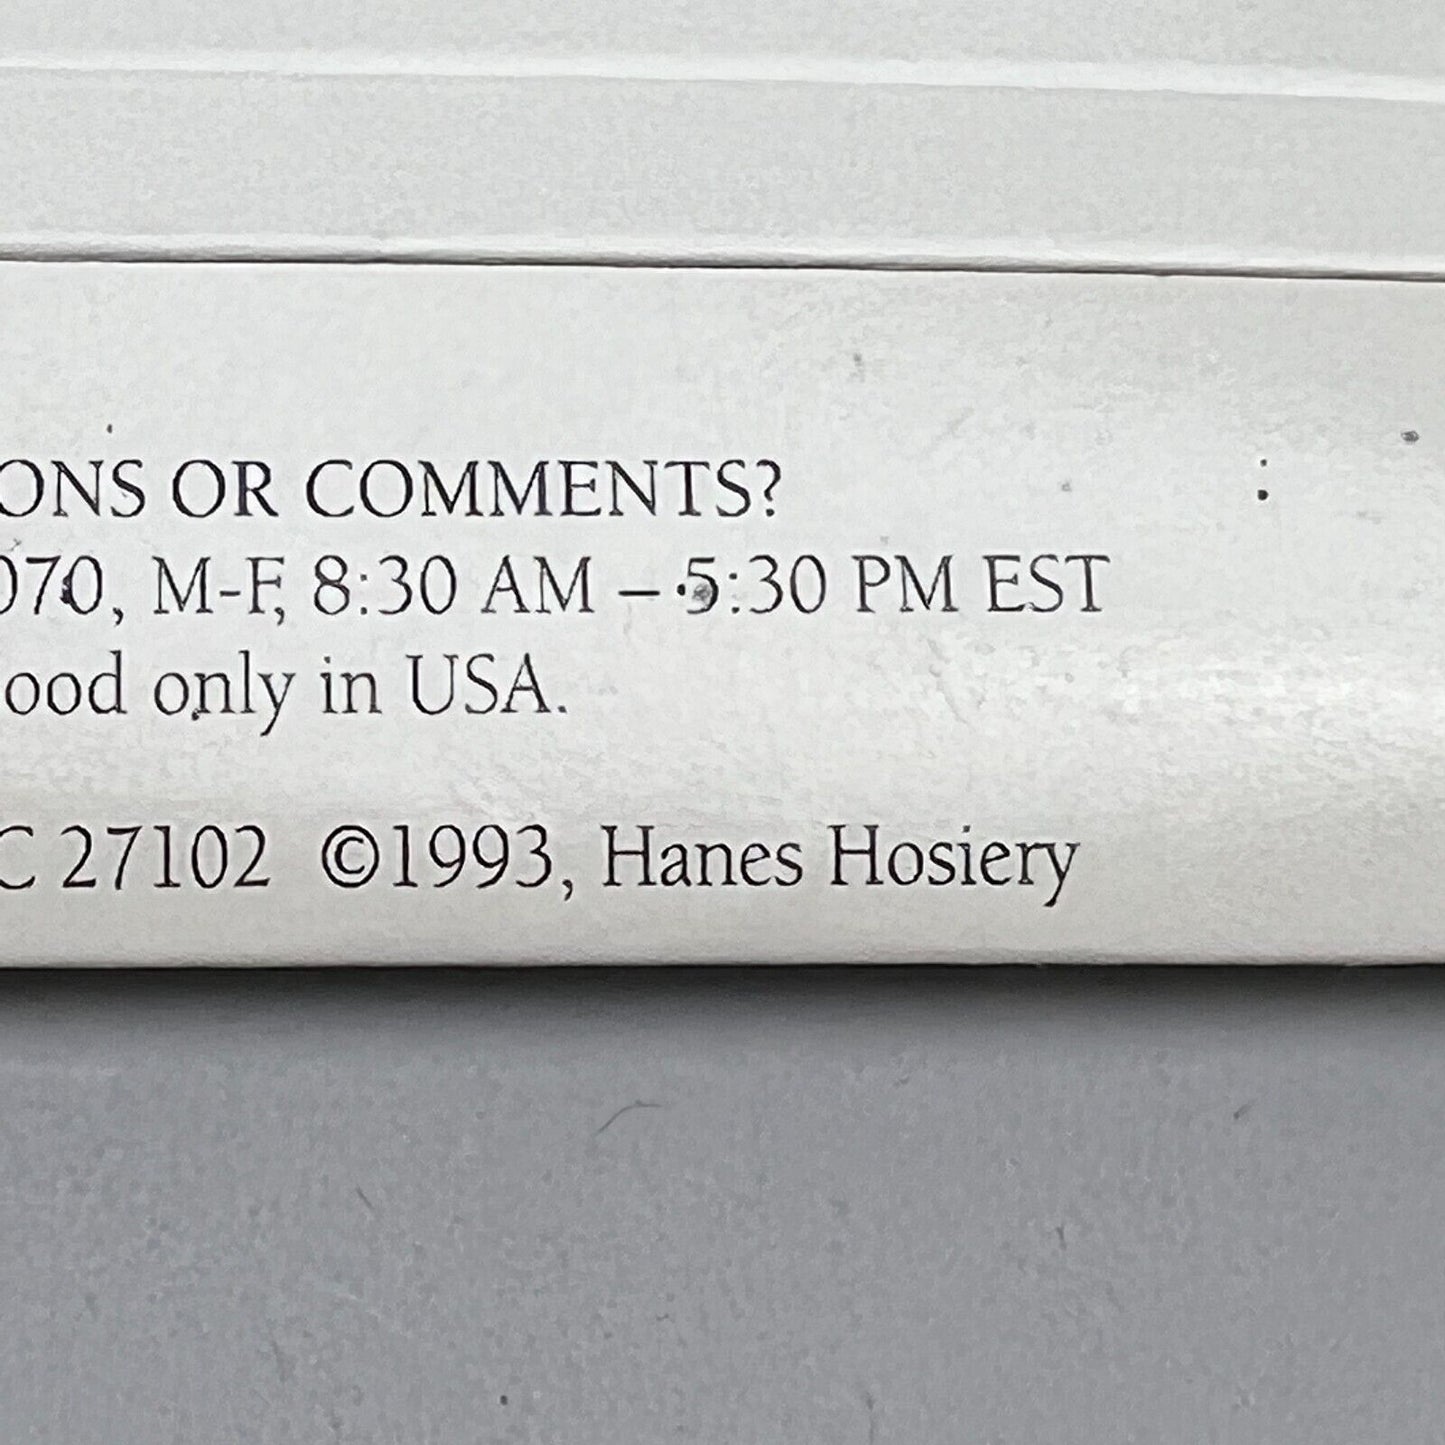 ONS OR COMMENTS?
070, M-F, 8:30 AM – 5:30 PM EST
ood only in USA.
C 27102 ©1993, Hanes Hosiery